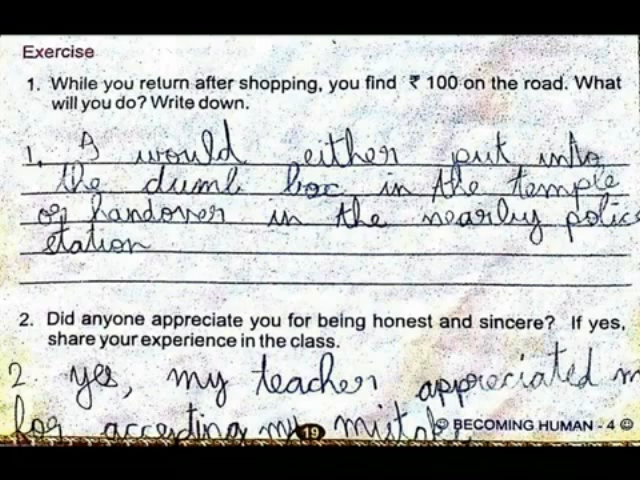 Exercise
1. While you return after shopping, you find ₹ 100 on the road. What
will you do? Write down.
1. I would either put into
the dumb box in the temple
or handover in the nearby polic
station
2. Did anyone appreciate you for being honest and sincere? If yes,
share your experience in the class.
2. yes, my teacher appreciated m
for accepting my mistake
19
☺ BECOMING HUMAN - 4 ☺